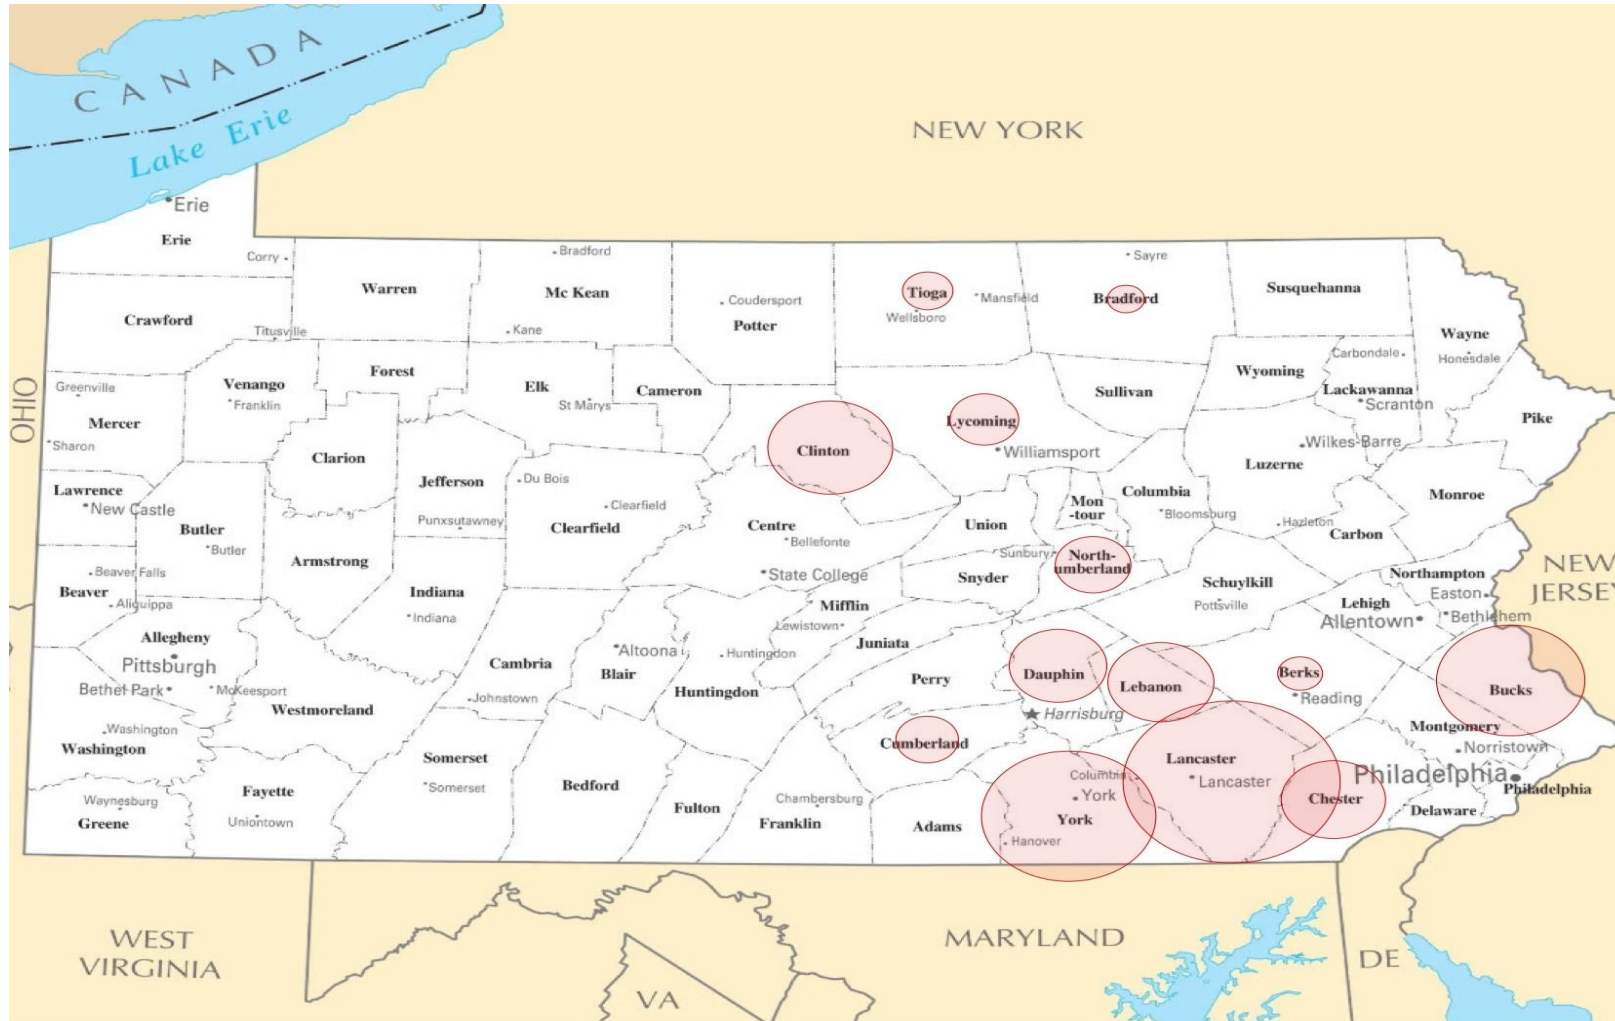 CANADA
Lake Erie
NEW YORK
Erie
Erie
Corry
Bradford
Sayre
Warren
Mc Kean
Coudersport
Potter
Tioga
Mansfield
Wellsboro
Bradford
Susquehanna
Crawford
Titusville
Kane
Wayne
Honesdale
Carbondale
OHIO
Greenville
Mercer
Sharon
Venango
Franklin
Forest
Elk
St Marys
Cameron
Clinton
Lycoming
Williamsport
Sullivan
Wyoming
Lackawanna
Scranton
Pike
Wilkes-Barre
Luzerne
Lawrence
New Castle
Butler
Butler
Clarion
Jefferson
Punxsutawney
Du Bois
Clearfield
Clearfield
Centre
Bellefonte
State College
Union
Mon
-tour
Columbia
Bloomsburg
Hazleton
Monroe
Carbon
Beaver Falls
Beaver
Aliquippa
Armstrong
Indiana
Indiana
Snyder
Sunbury
North-
umberland
Schuylkill
Pottsville
Northampton
Easton
Lehigh
Allentown
Bethlehem
NEW
JERSEY
Allegheny
Pittsburgh
Bethel Park
McKeesport
Westmoreland
Cambria
Johnstown
Altoona
Blair
Huntingdon
Huntingdon
Mifflin
Lewistown
Juniata
Perry
Dauphin
Harrisburg
Lebanon
Berks
Reading
Bucks
Montgomery
Norristown
Washington
Washington
Waynesburg
Greene
Fayette
Uniontown
Somerset
Somerset
Bedford
Fulton
Chambersburg
Franklin
Cumberland
Adams
Columbia
York
York
Hanover
Lancaster
Lancaster
Chester
Philadelphia
Philadelphia
Delaware
WEST
VIRGINIA
VA
MARYLAND
DE